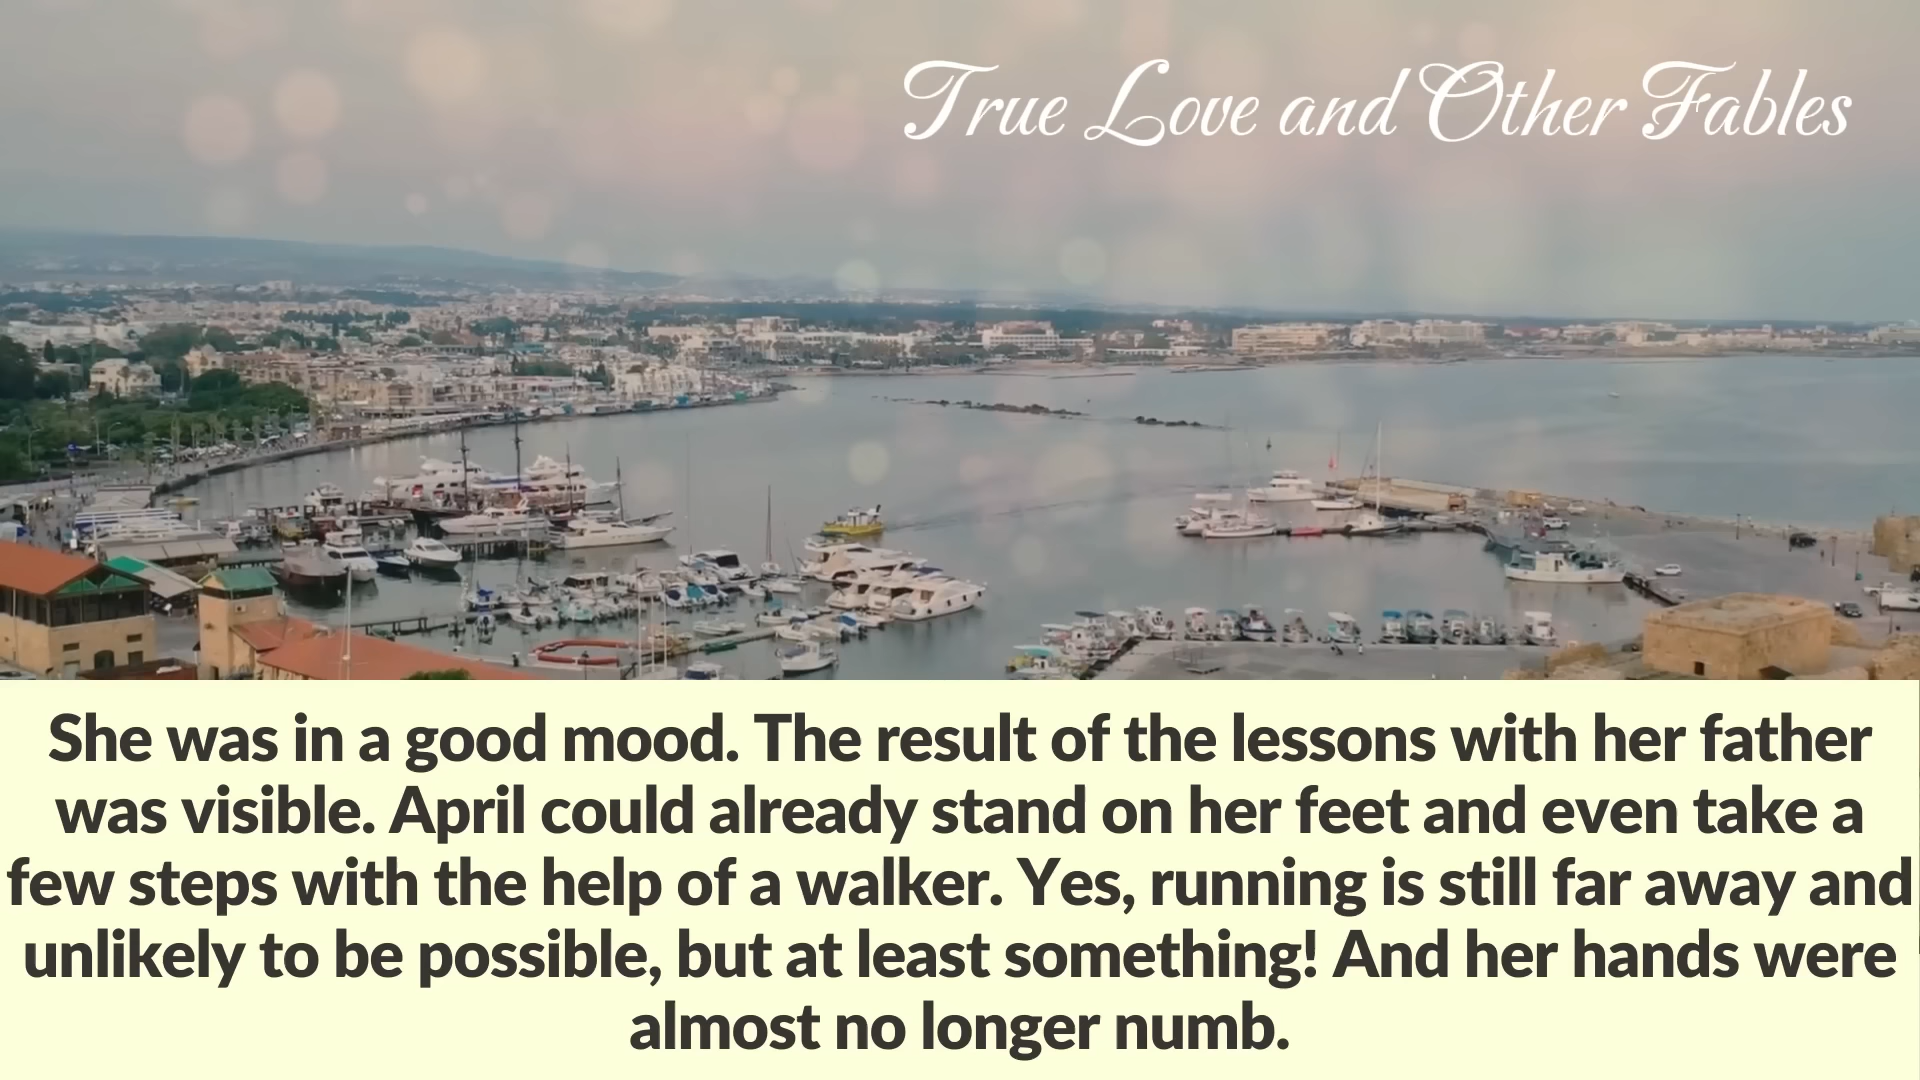 True Love and Other Fables
She was in a good mood. The result of the lessons with her father
was visible. April could already stand on her feet and even take a
few steps with the help of a walker. Yes, running is still far away and
unlikely to be possible, but at least something! And her hands were
almost no longer numb.